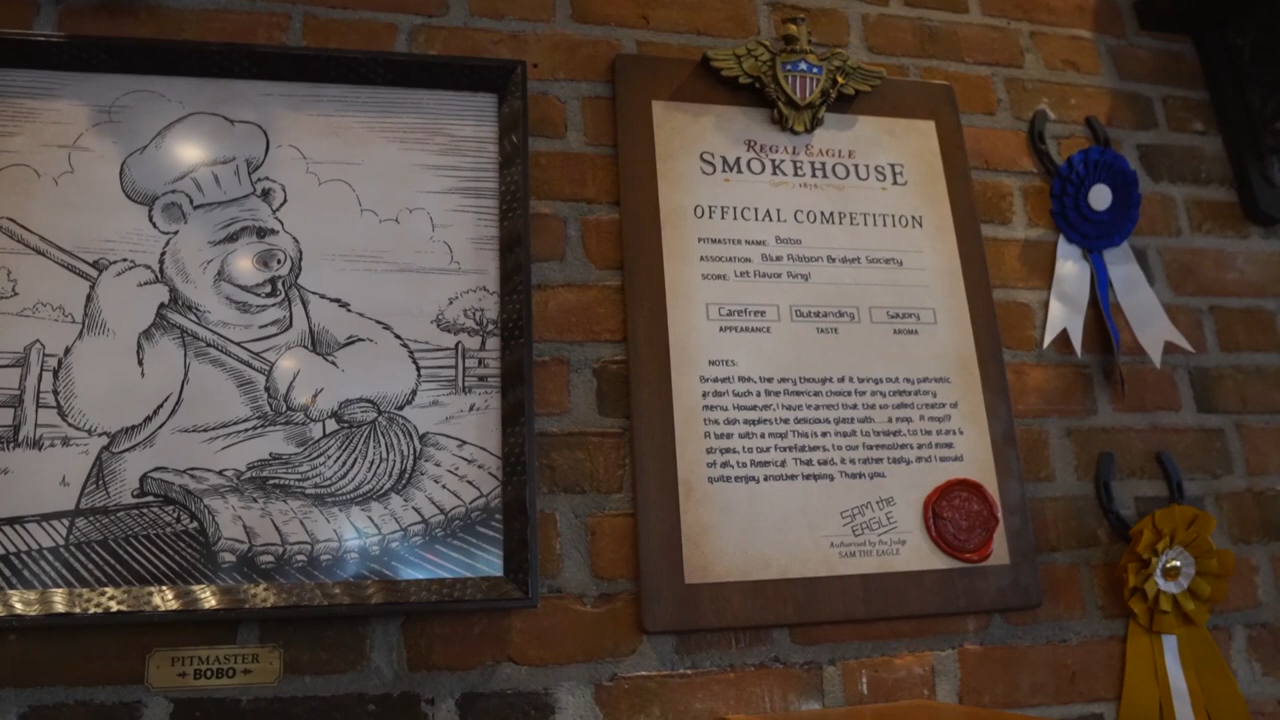 REGAL EAGLE
SMOKEHOUSE
1876
OFFICIAL COMPETITION
PITMASTER NAME: Bobo
ASSOCIATION: Blue Ribbon Brisket Society
SCORE: Let Flavor Ring!
Carefree Outstanding Savory
APPEARANCE TASTE AROMA
NOTES:
Brisket! Ahh, the very thought of it brings out my patriotic
ardor! Such a fine American choice for any celebratory
menu. However, I have learned that the so-called creator of
this dish applies the delicious glaze with.....a mop. A mop!?
A bear with a mop! This is an insult to brisket, to the stars &
stripes, to our forefathers, to our foremothers and most
of all, to America! That said, it is rather tasty, and I would
quite enjoy another helping. Thank you.
SAM the
EAGLE
Authorized by the Judge
SAM THE EAGLE
PITMASTER
BOBO